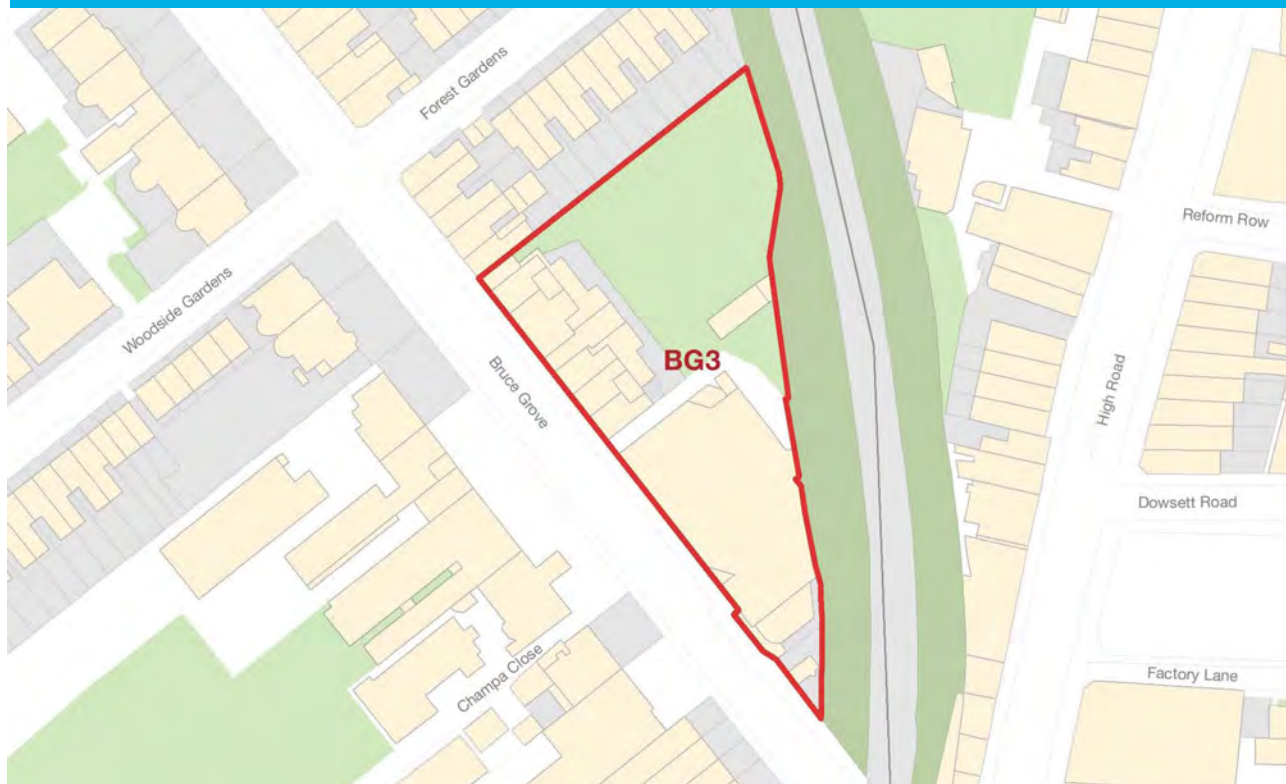 Forest Gardens
Reform Row
Woodside Gardens
BG3
Bruce Grove
High Road
Dowsett Road
Champa Close
Factory Lane